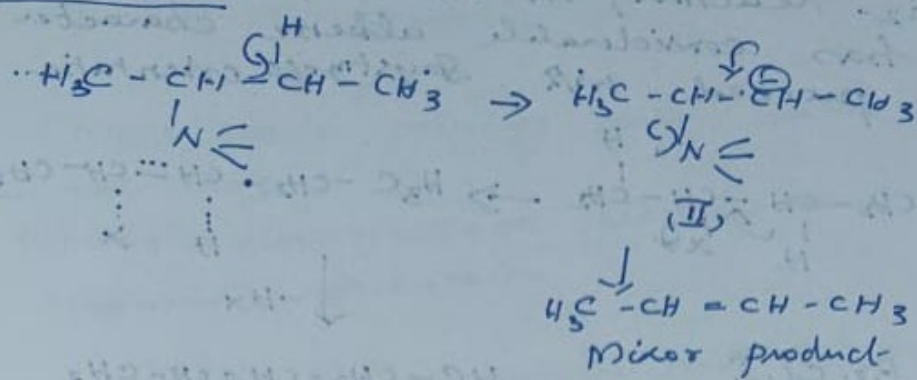 H
H3C - CH - CH - CH3 → H3C - CH - CH - CH3
N N
(II)
↓
H3C - CH = CH - CH3
Minor product